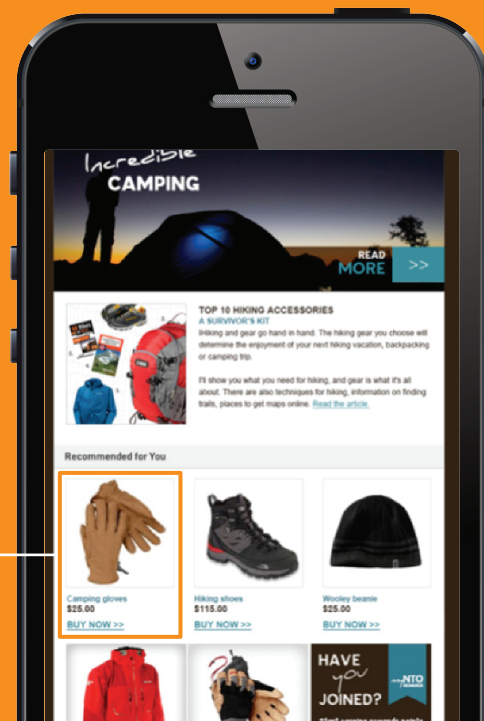 Incredible
CAMPING
READ
MORE >>
TOP 10 HIKING ACCESSORIES
A SURVIVOR'S KIT
Hiking and gear go hand in hand. The hiking gear you choose will
determine the enjoyment of your next hiking vacation, backpacking
or camping trip.
I'll show you what you need for hiking, and gear is what it's all
about. There are also techniques for hiking, information on finding
trails, places to get maps online. Read the article.
Recommended for You
Camping gloves
$25.00
BUY NOW >>
Hiking shoes
$115.00
BUY NOW >>
Wooley beanie
$25.00
BUY NOW >>
HAVE
you
JOINED?
NTO
REWARDS